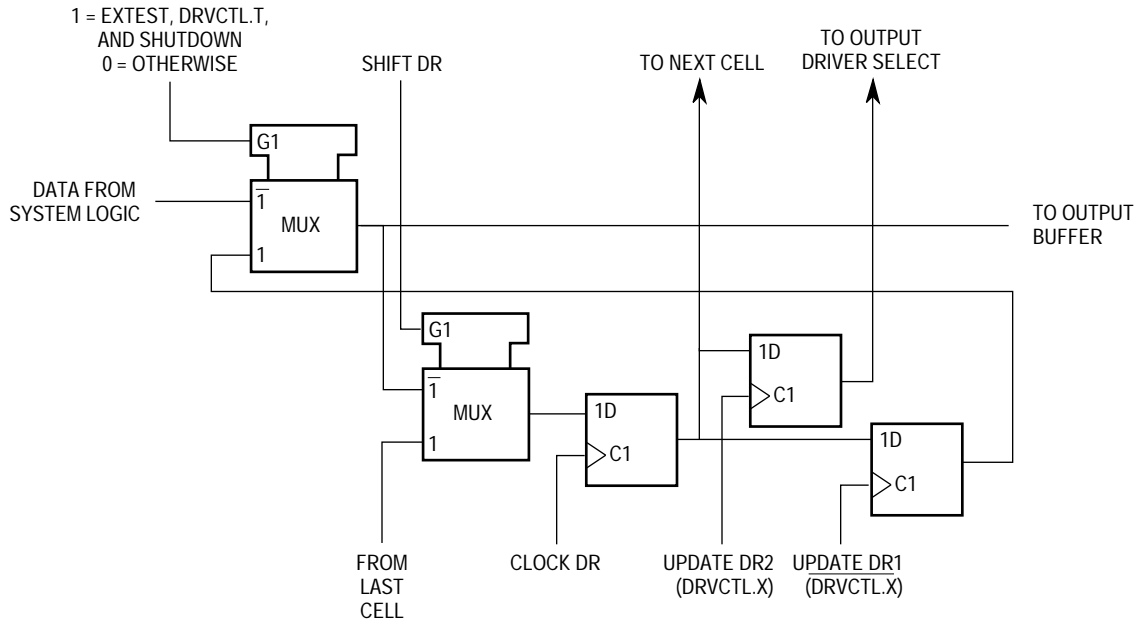 1 = EXTEST, DRVCTL.T,
AND SHUTDOWN
0 = OTHERWISE
SHIFT DR
TO NEXT CELL
TO OUTPUT
DRIVER SELECT
G1
DATA FROM
SYSTEM LOGIC
1̅
MUX
1
TO OUTPUT
BUFFER
G1
1̅
MUX
1
1D
C1
1D
C1
1D
C1
FROM
LAST
CELL
CLOCK DR
UPDATE DR2
(DRVCTL.X)
UPDATE DR1
(D̅R̅V̅C̅T̅L̅.̅X̅)